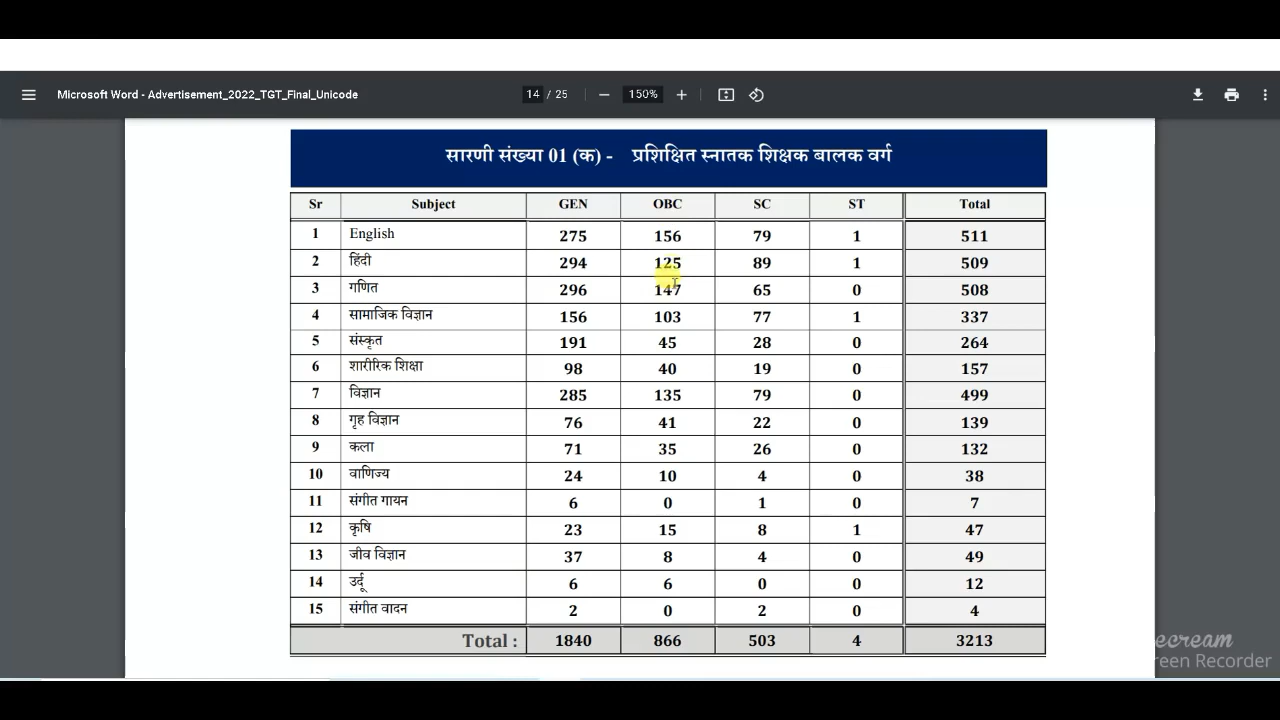 Microsoft Word - Advertisement_2022_TGT_Final_Unicode 14 / 25 150%
सारणी संख्या 01 (क) - प्रशिक्षित स्नातक शिक्षक बालक वर्ग
Sr Subject GEN OBC SC ST Total
1 English 275 156 79 1 511
2 हिंदी 294 125 89 1 509
3 गणित 296 147 65 0 508
4 सामाजिक विज्ञान 156 103 77 1 337
5 संस्कृत 191 45 28 0 264
6 शारीरिक शिक्षा 98 40 19 0 157
7 विज्ञान 285 135 79 0 499
8 गृह विज्ञान 76 41 22 0 139
9 कला 71 35 26 0 132
10 वाणिज्य 24 10 4 0 38
11 संगीत गायन 6 0 1 0 7
12 कृषि 23 15 8 1 47
13 जीव विज्ञान 37 8 4 0 49
14 उर्दू 6 6 0 0 12
15 संगीत वादन 2 0 2 0 4
Total : 1840 866 503 4 3213
Recorder